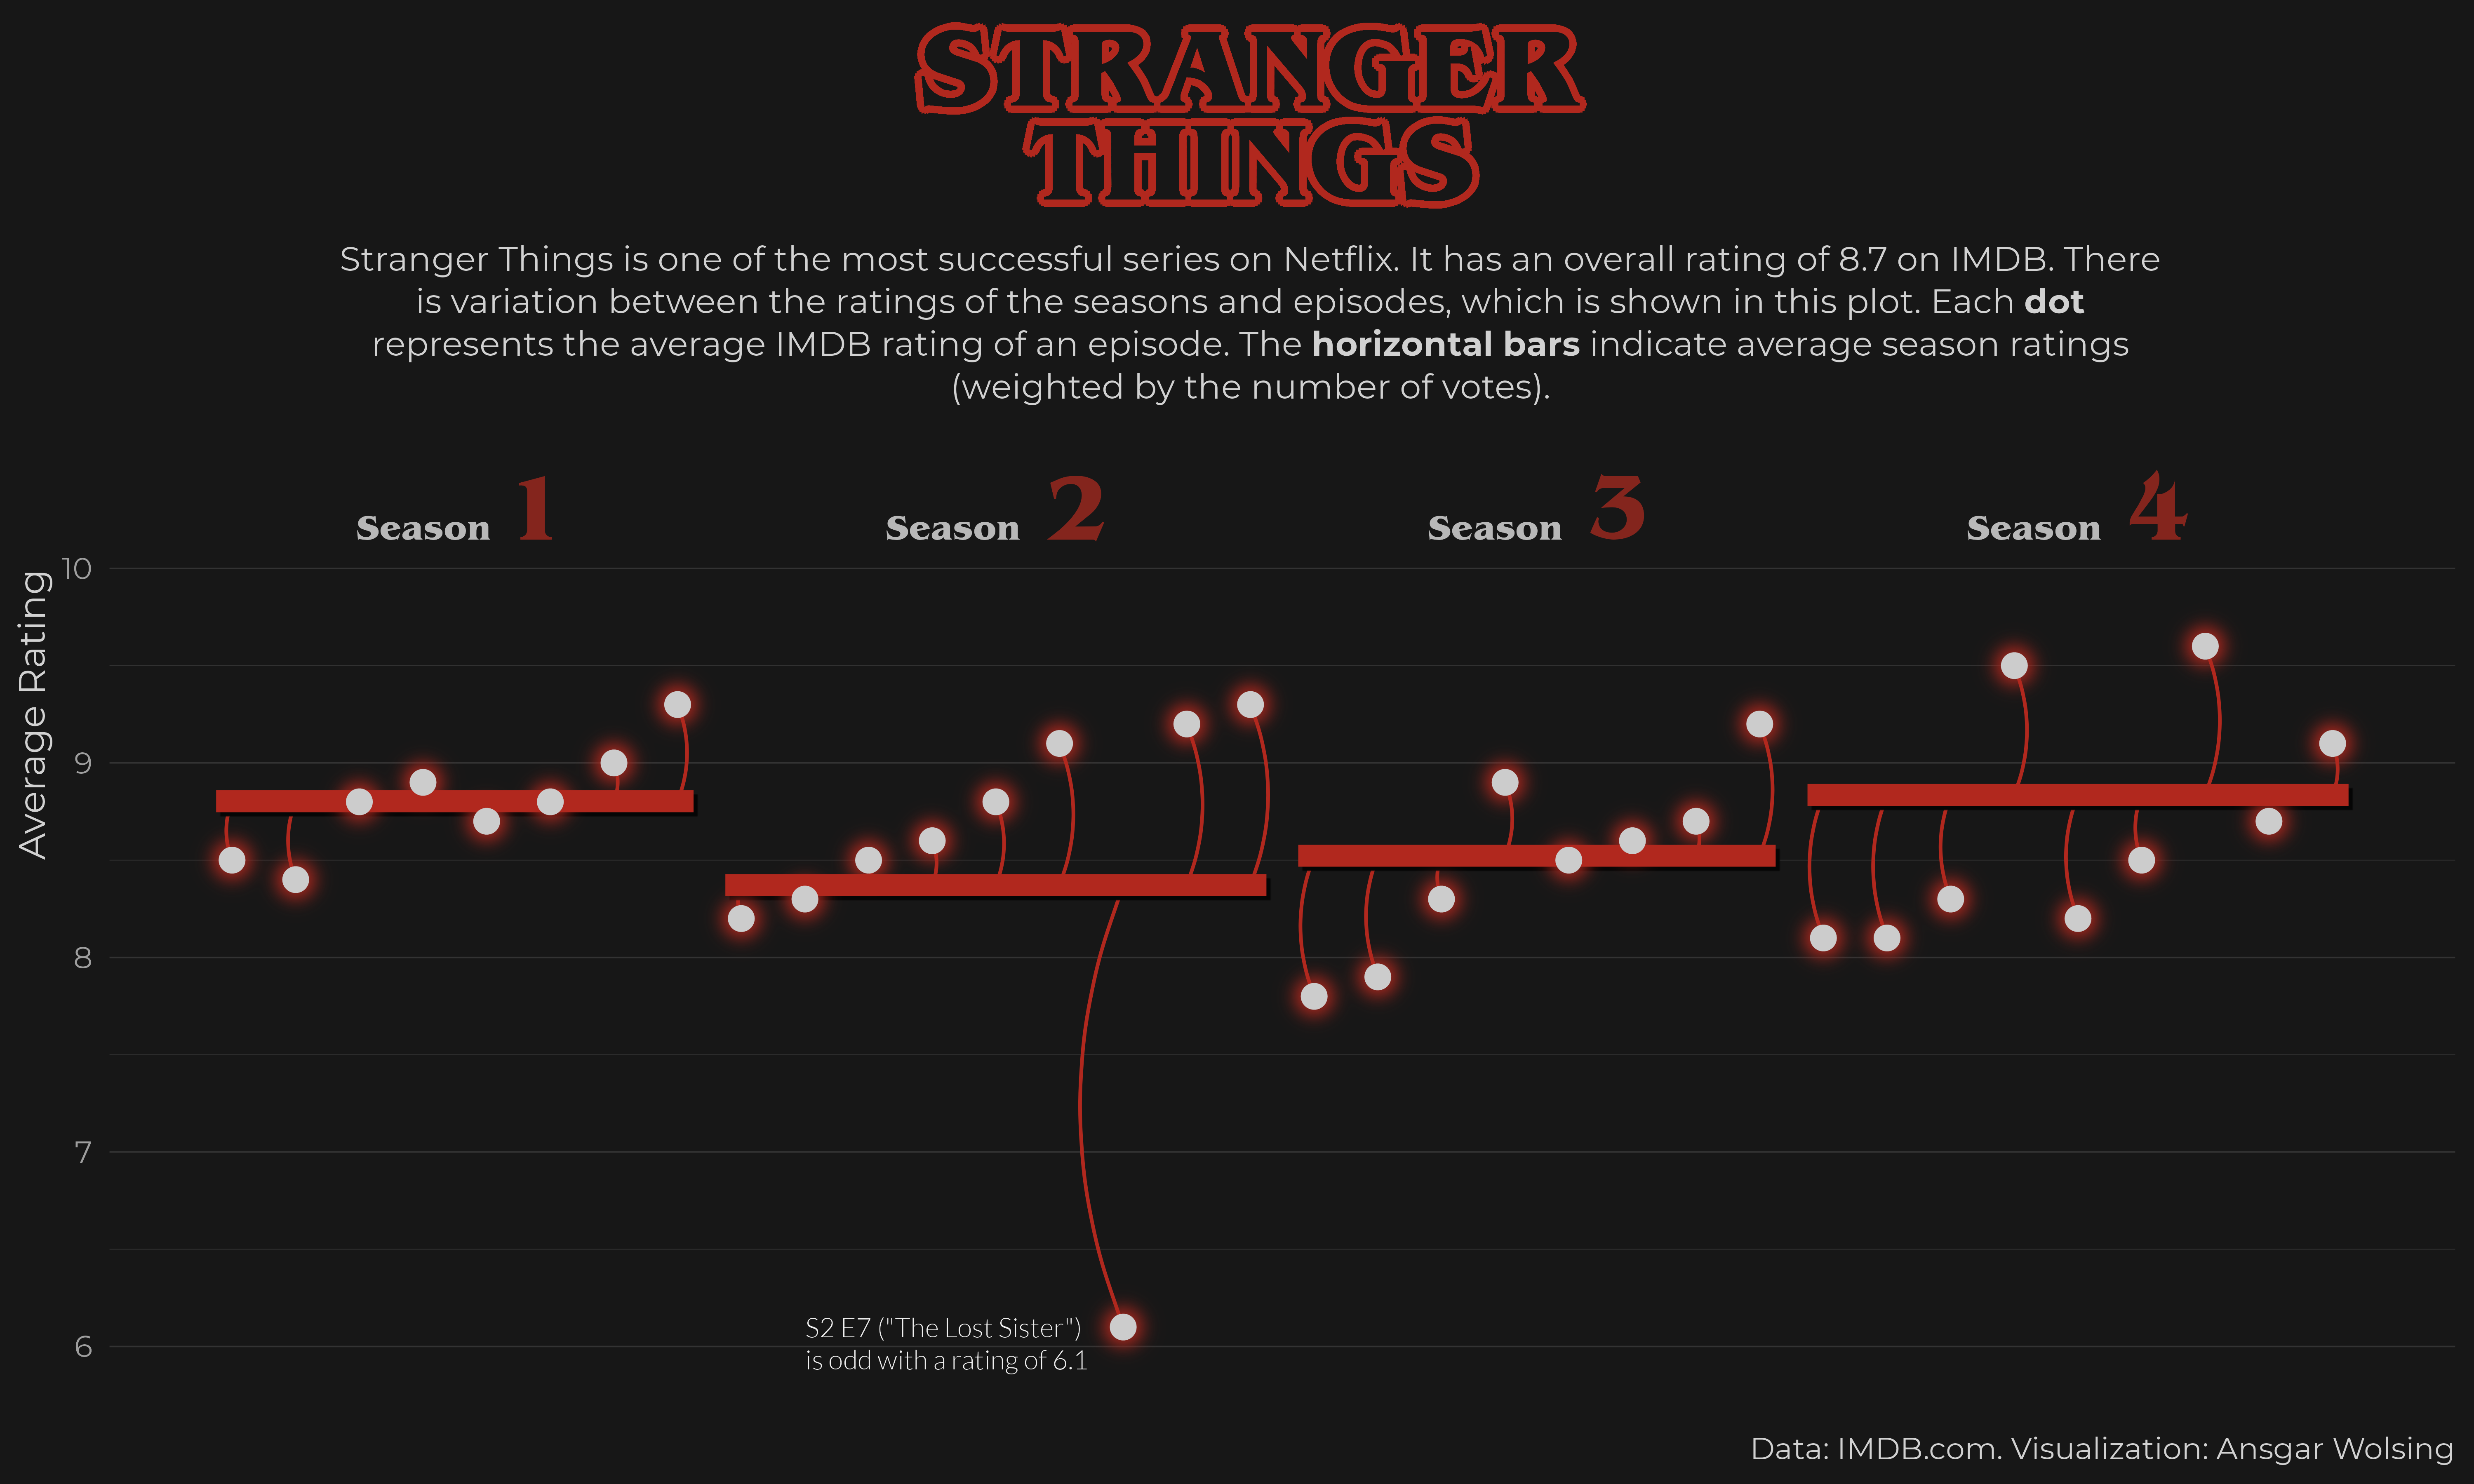 STRANGER
THINGS
Stranger Things is one of the most successful series on Netflix. It has an overall rating of 8.7 on IMDB. There
is variation between the ratings of the seasons and episodes, which is shown in this plot. Each dot
represents the average IMDB rating of an episode. The horizontal bars indicate average season ratings
(weighted by the number of votes).
Season 1
Season 2
Season 3
Season 4
Average Rating
10
9
8
7
6
S2 E7 ("The Lost Sister")
is odd with a rating of 6.1
Data: IMDB.com. Visualization: Ansgar Wolsing